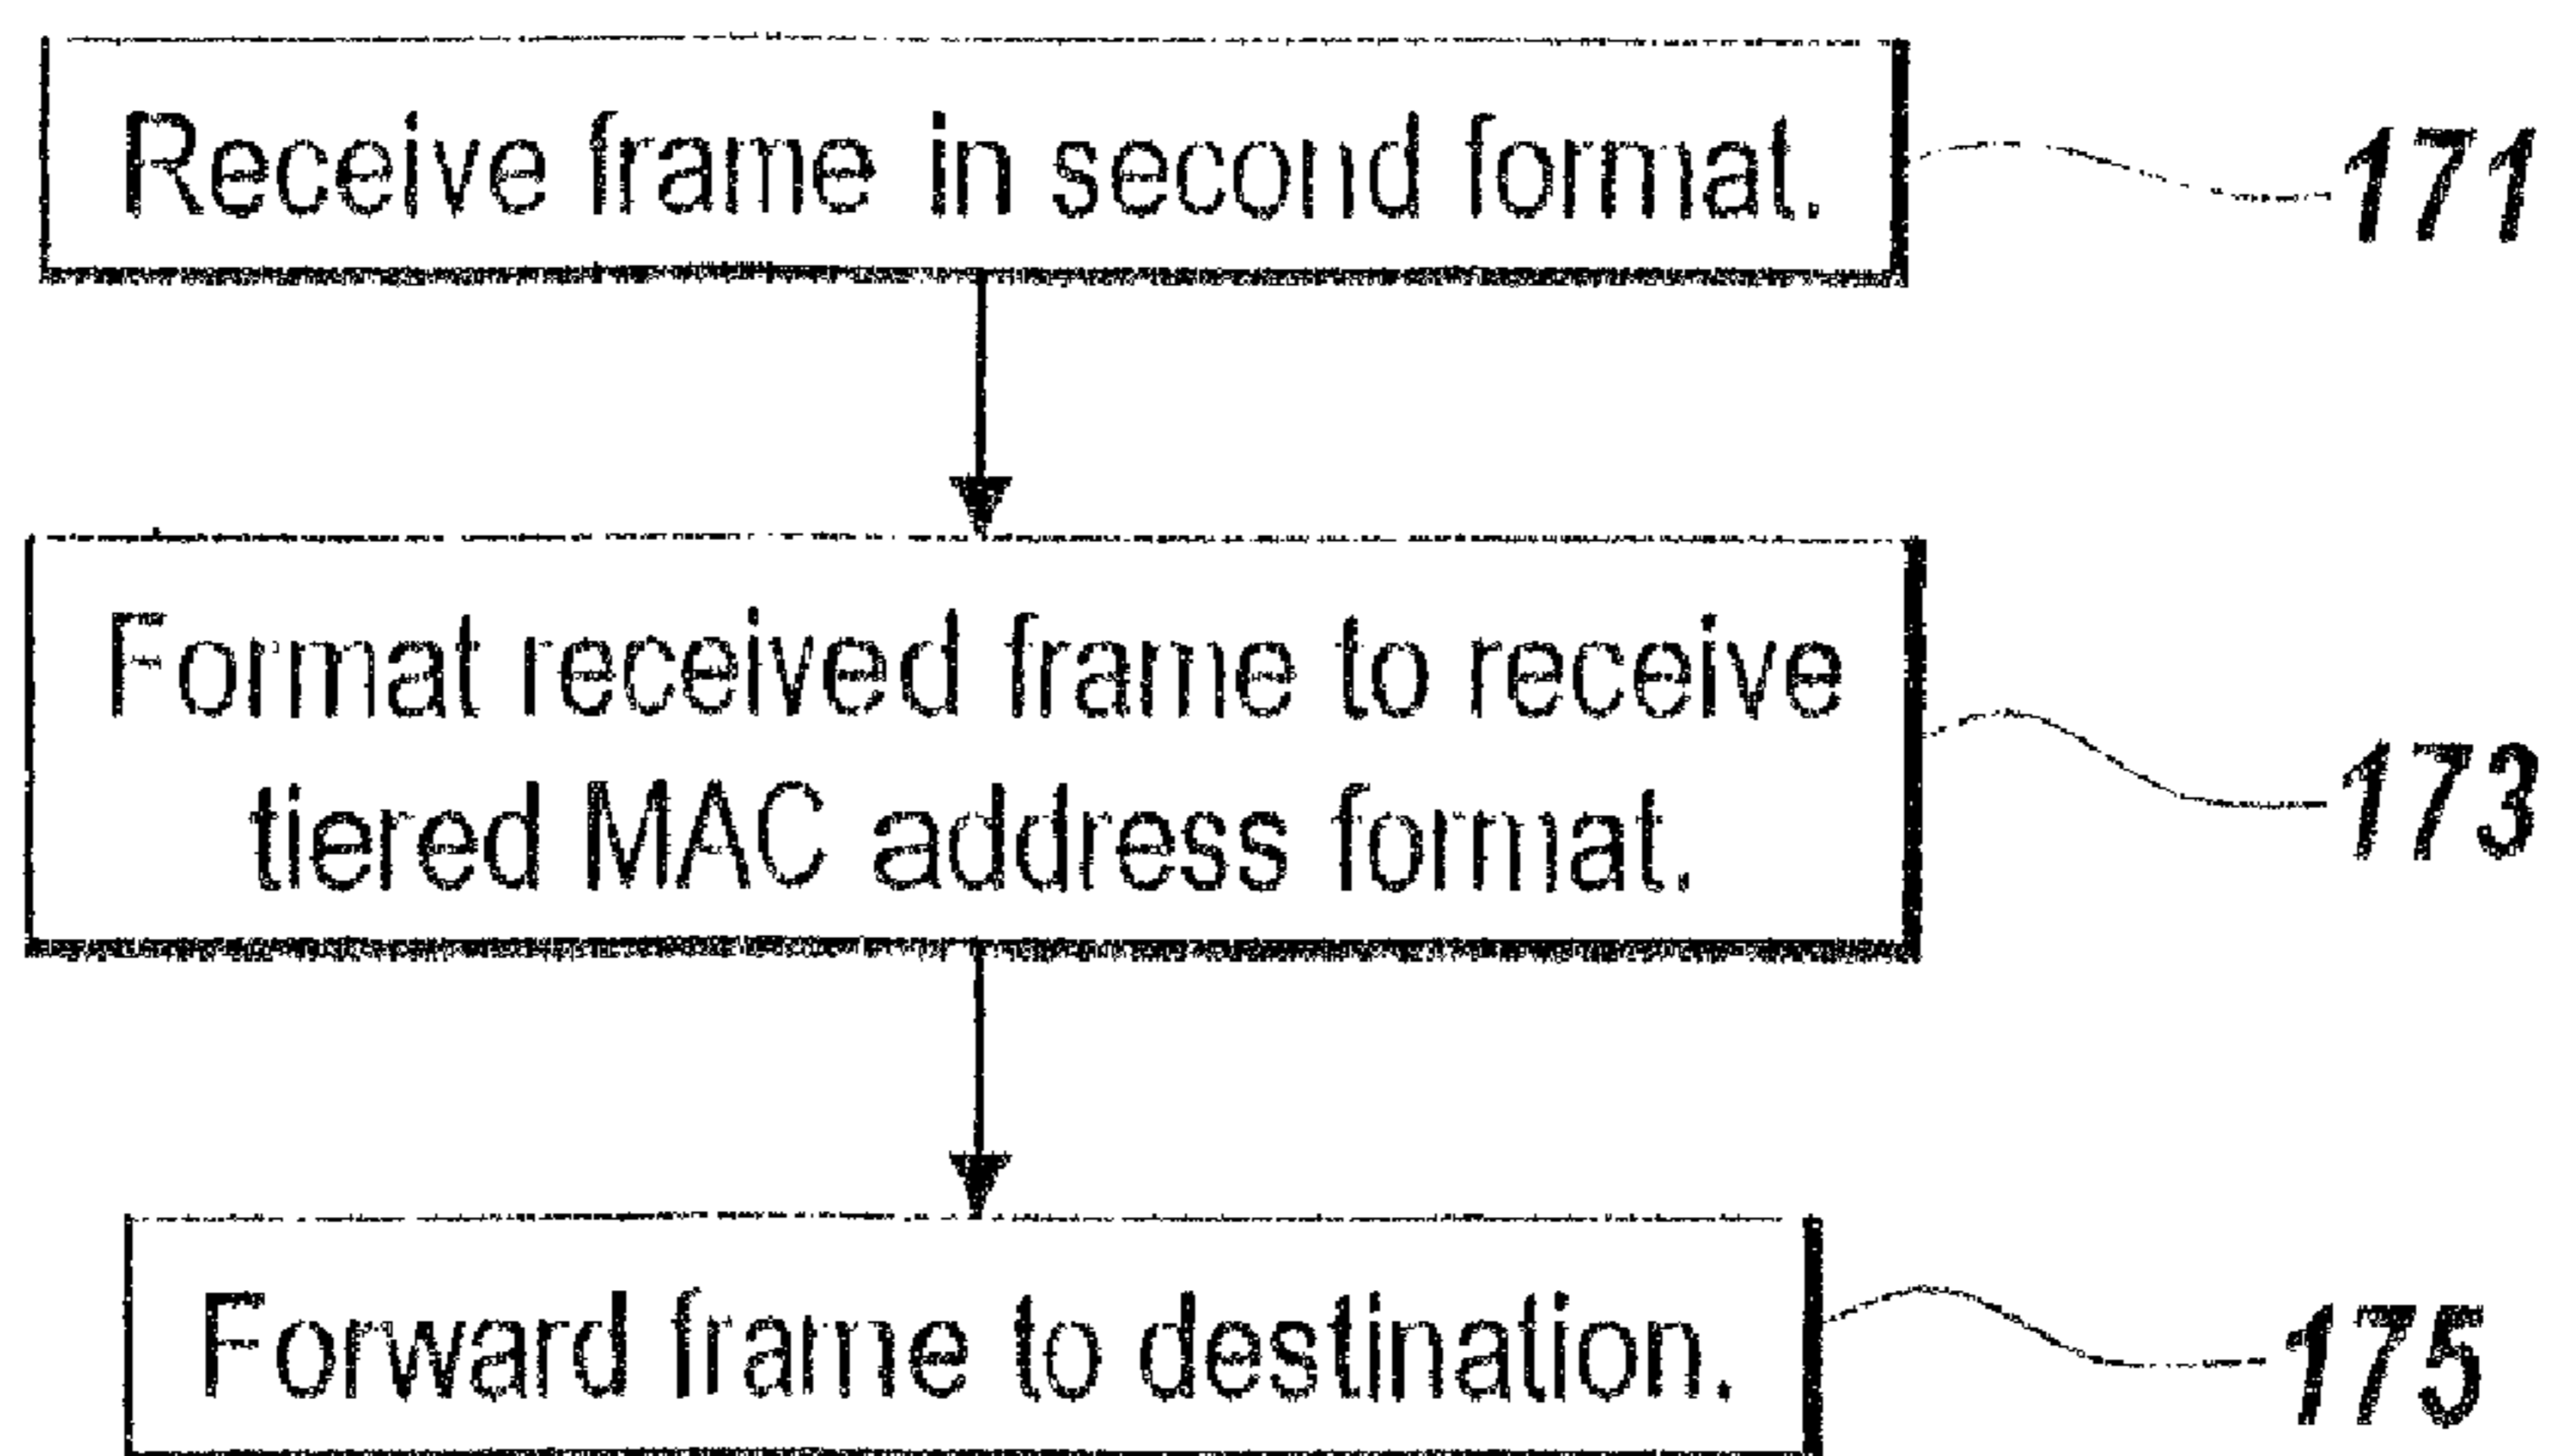 Receive frame in second format.
171
Format received frame to receive
tiered MAC address format.
173
Forward frame to destination.
175